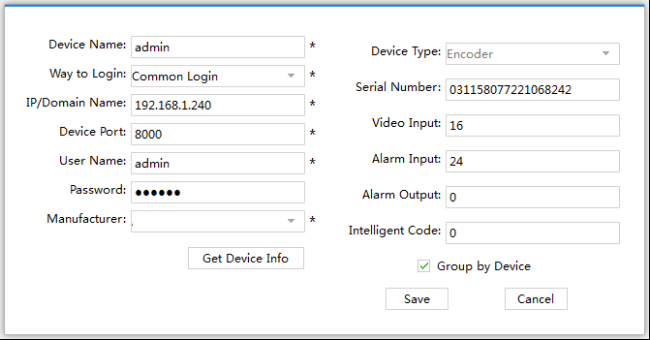 Device Name: admin *
Way to Login: Common Login *
IP/Domain Name: 192.168.1.240 *
Device Port: 8000 *
User Name: admin *
Password: ●●●●●●
Manufacturer: . *
Get Device Info
Device Type: Encoder
Serial Number: 031158077221068242
Video Input: 16
Alarm Input: 24
Alarm Output: 0
Intelligent Code: 0
Group by Device
Save Cancel